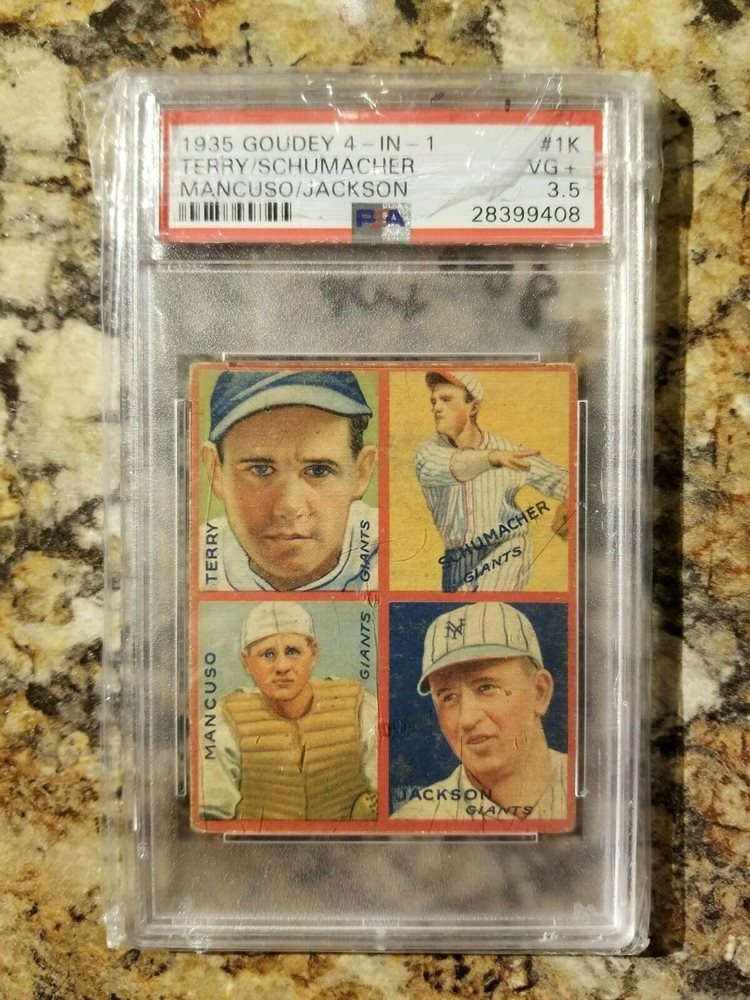 1935 GOUDEY 4-IN-1 #1K
TERRY/SCHUMACHER VG +
MANCUSO/JACKSON 3.5
PSA 28399408
TERRY
GIANTS
SCHUMACHER
GIANTS
MANCUSO
GIANTS
NY
JACKSON
GIANTS